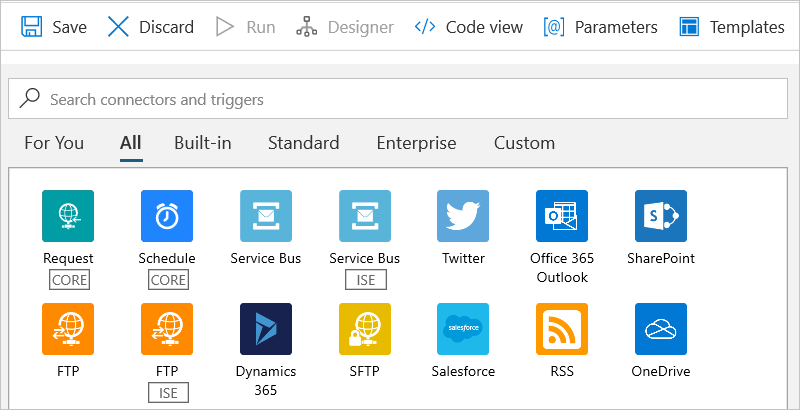 Save Discard Run Designer Code view [@] Parameters Templates
Search connectors and triggers
For You All Built-in Standard Enterprise Custom
Request Schedule Service Bus Service Bus Twitter Office 365 SharePoint
Outlook
CORE CORE ISE
S
salesforce
FTP FTP Dynamics SFTP Salesforce RSS OneDrive
365
ISE